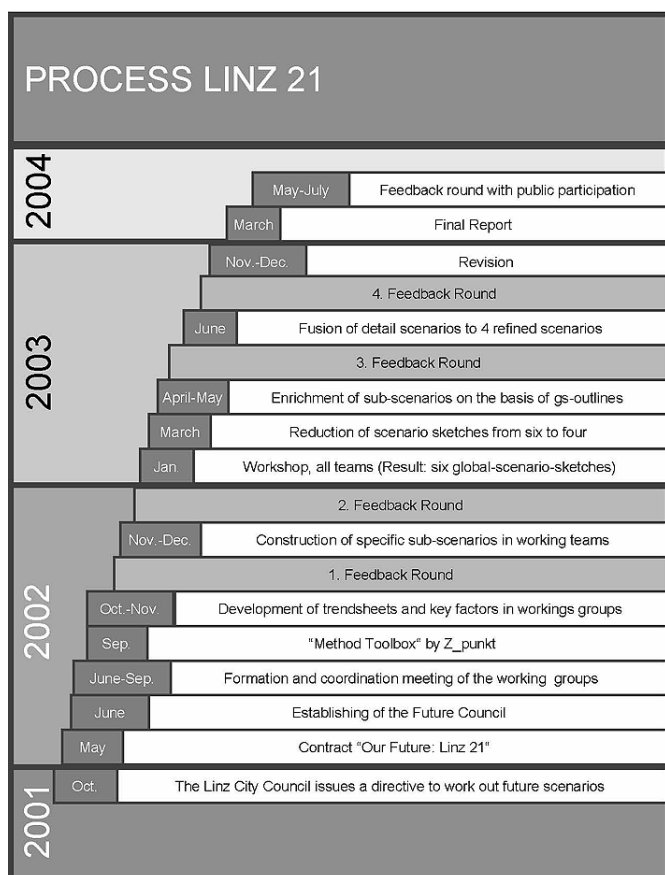 PROCESS LINZ 21
2004
May-July Feedback round with public participation
March Final Report
2003
Nov.-Dec. Revision
4. Feedback Round
June Fusion of detail scenarios to 4 refined scenarios
3. Feedback Round
April-May Enrichment of sub-scenarios on the basis of gs-outlines
March Reduction of scenario sketches from six to four
Jan. Workshop, all teams (Result: six global-scenario-sketches)
2002
2. Feedback Round
Nov.-Dec. Construction of specific sub-scenarios in working teams
1. Feedback Round
Oct.-Nov. Development of trendsheets and key factors in workings groups
Sep. "Method Toolbox" by Z_punkt
June-Sep. Formation and coordination meeting of the working groups
June Establishing of the Future Council
May Contract "Our Future: Linz 21"
2001
Oct. The Linz City Council issues a directive to work out future scenarios